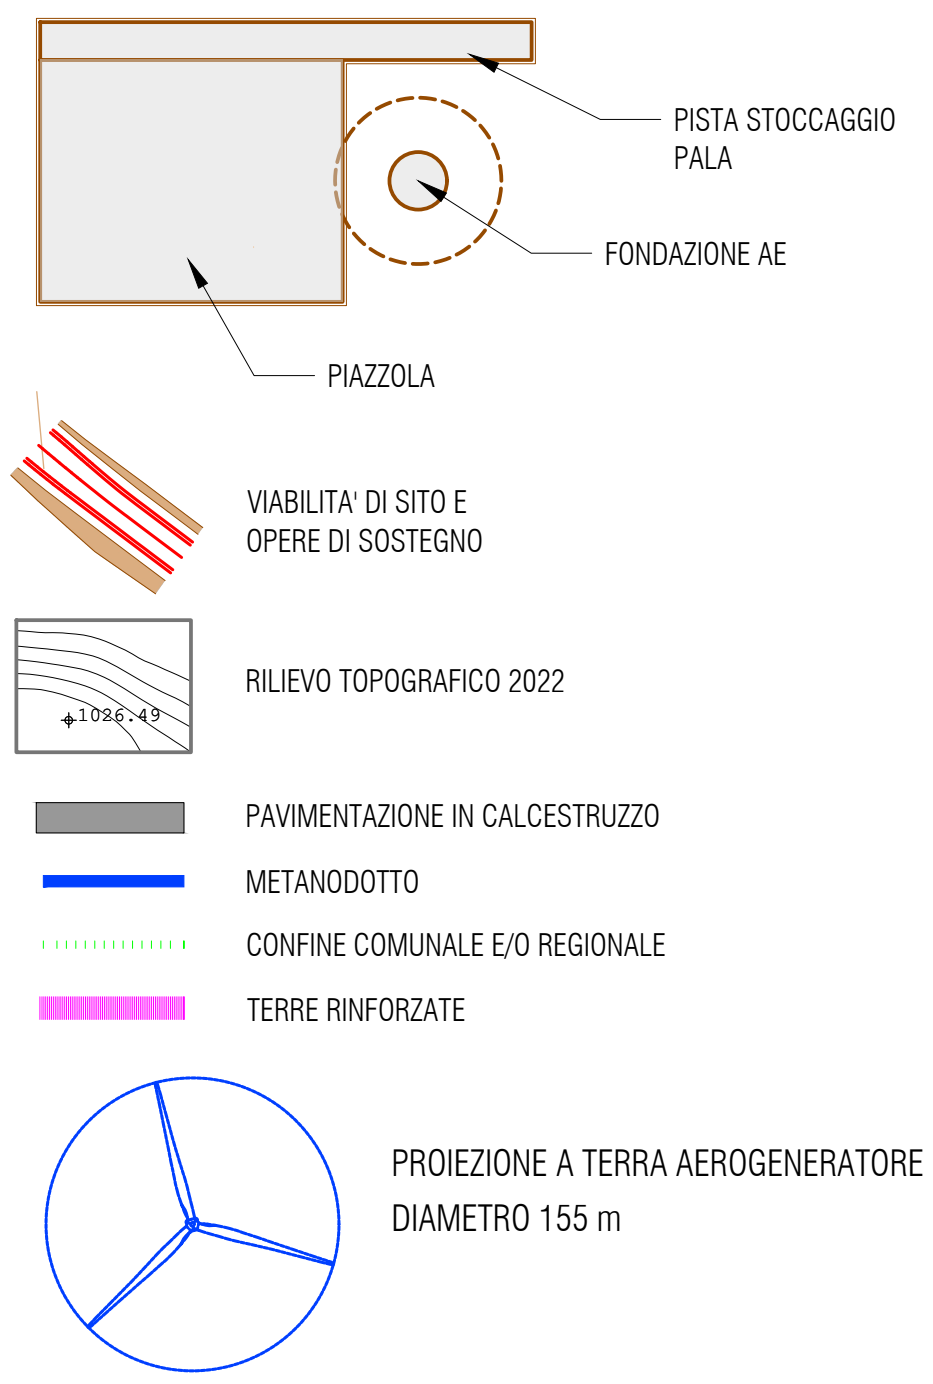 PISTA STOCCAGGIO
PALA
FONDAZIONE AE
PIAZZOLA
VIABILITA' DI SITO E
OPERE DI SOSTEGNO
RILIEVO TOPOGRAFICO 2022
1026.49
PAVIMENTAZIONE IN CALCESTRUZZO
METANODOTTO
CONFINE COMUNALE E/O REGIONALE
TERRE RINFORZATE
PROIEZIONE A TERRA AEROGENERATORE
DIAMETRO 155 m